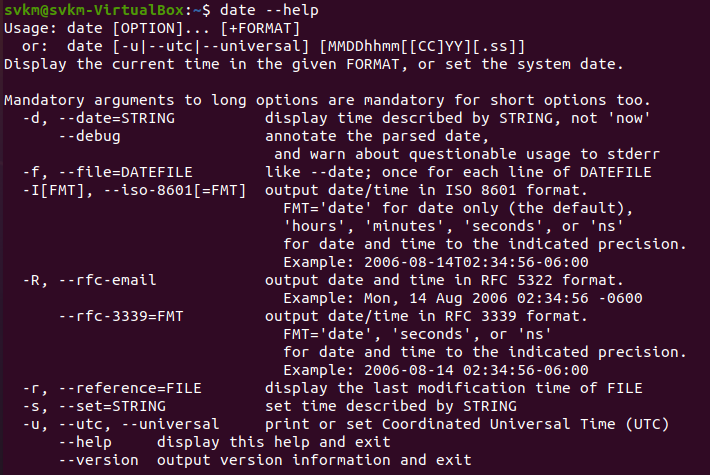 svkm@svkm-VirtualBox:~$ date --help
Usage: date [OPTION]... [+FORMAT]
  or:  date [-u|--utc|--universal] [MMDDhhmm[[CC]YY][.ss]]
Display the current time in the given FORMAT, or set the system date.

Mandatory arguments to long options are mandatory for short options too.
  -d, --date=STRING          display time described by STRING, not 'now'
      --debug                annotate the parsed date,
                              and warn about questionable usage to stderr
  -f, --file=DATEFILE        like --date; once for each line of DATEFILE
  -I[FMT], --iso-8601[=FMT]  output date/time in ISO 8601 format.
                               FMT='date' for date only (the default),
                               'hours', 'minutes', 'seconds', or 'ns'
                               for date and time to the indicated precision.
                               Example: 2006-08-14T02:34:56-06:00
  -R, --rfc-email            output date and time in RFC 5322 format.
                               Example: Mon, 14 Aug 2006 02:34:56 -0600
      --rfc-3339=FMT         output date/time in RFC 3339 format.
                               FMT='date', 'seconds', or 'ns'
                               for date and time to the indicated precision.
                               Example: 2006-08-14 02:34:56-06:00
  -r, --reference=FILE       display the last modification time of FILE
  -s, --set=STRING           set time described by STRING
  -u, --utc, --universal     print or set Coordinated Universal Time (UTC)
      --help     display this help and exit
      --version  output version information and exit